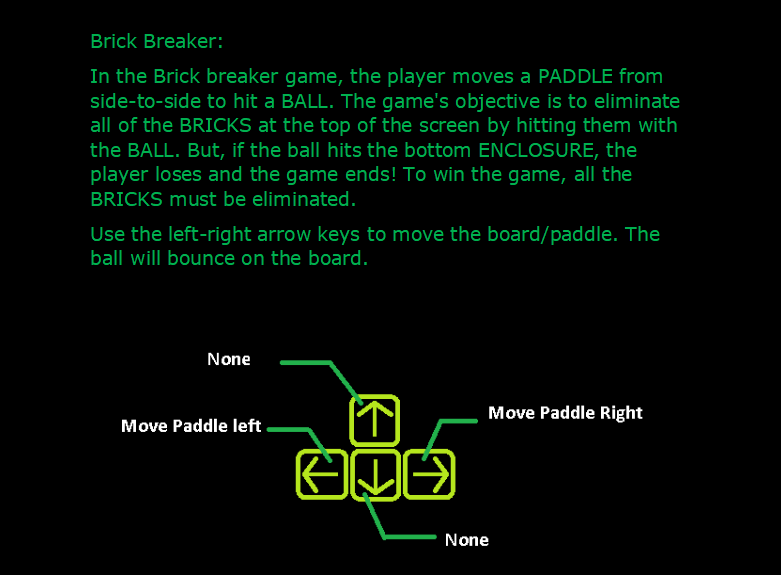 Brick Breaker:
In the Brick breaker game, the player moves a PADDLE from
side-to-side to hit a BALL. The game's objective is to eliminate
all of the BRICKS at the top of the screen by hitting them with
the BALL. But, if the ball hits the bottom ENCLOSURE, the
player loses and the game ends! To win the game, all the
BRICKS must be eliminated.
Use the left-right arrow keys to move the board/paddle. The
ball will bounce on the board.
None
Move Paddle left
Move Paddle Right
None